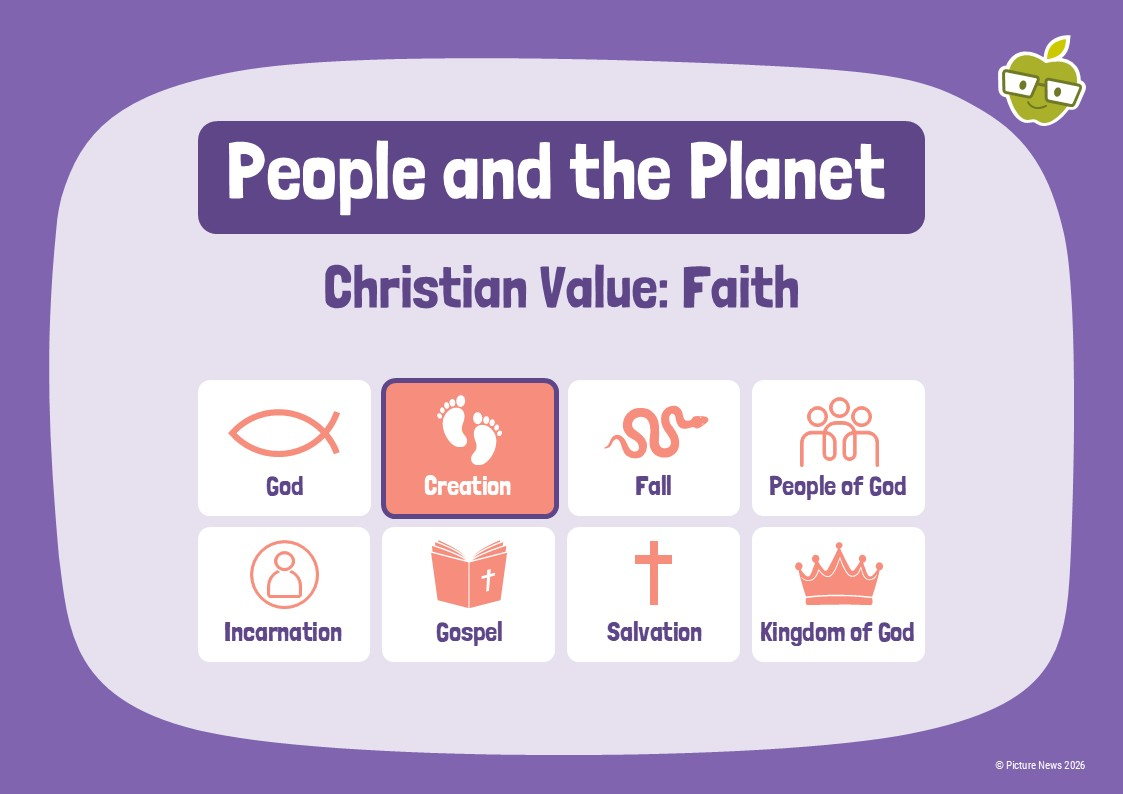 People and the Planet
Christian Value: Faith
God
Creation
Fall
People of God
Incarnation
Gospel
Salvation
Kingdom of God
© Picture News 2026